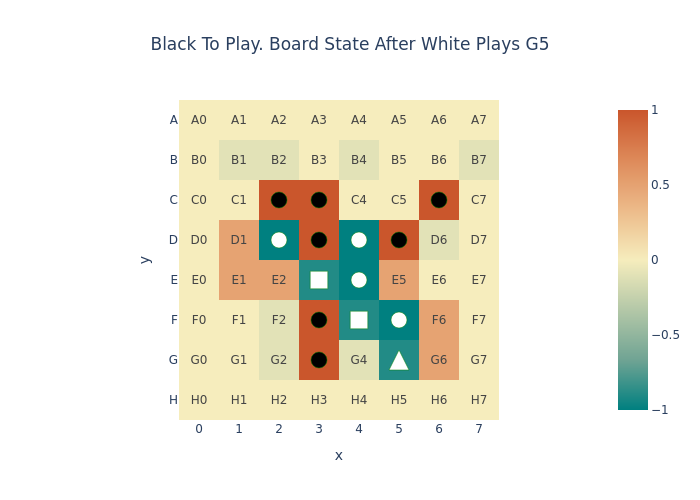 Black To Play. Board State After White Plays G5
A A0 A1 A2 A3 A4 A5 A6 A7
B B0 B1 B2 B3 B4 B5 B6 B7
C C0 C1 C4 C5 C7
D D0 D1 D6 D7
E E0 E1 E2 E5 E6 E7
F F0 F1 F2 F6 F7
G G0 G1 G2 G4 G6 G7
H H0 H1 H2 H3 H4 H5 H6 H7
0 1 2 3 4 5 6 7
x
y
1
0.5
0
−0.5
−1